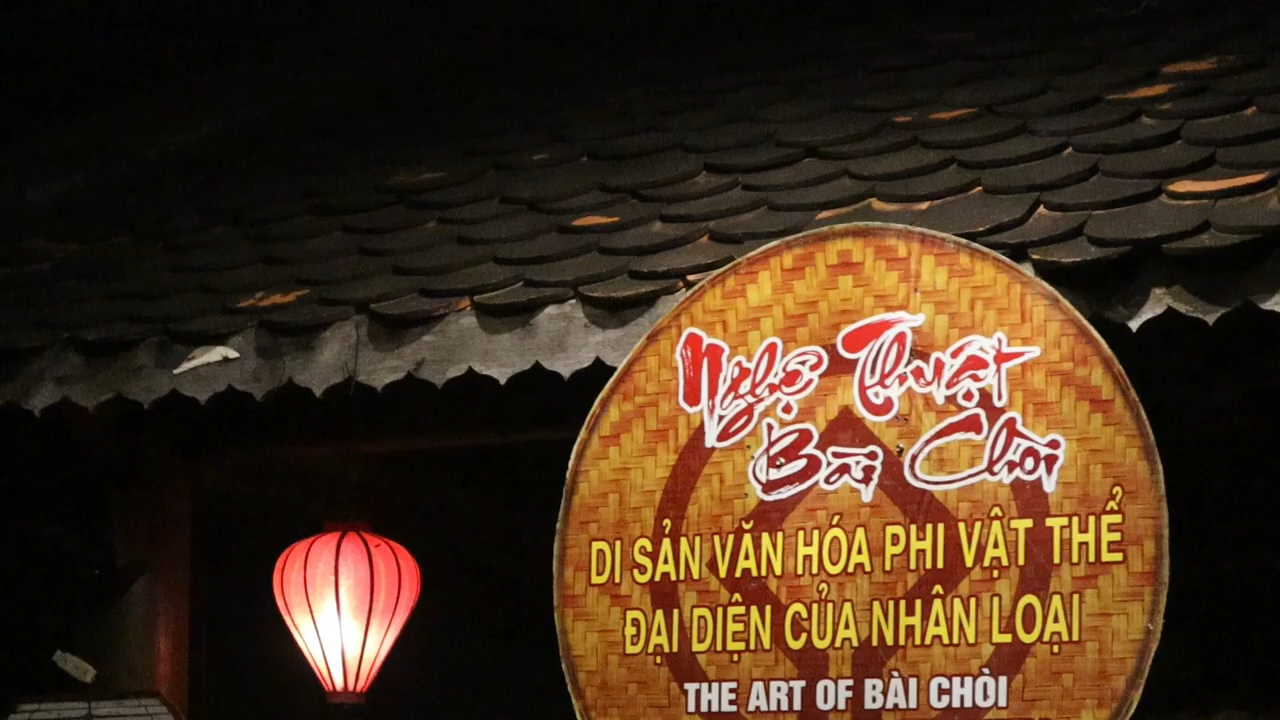 Nghệ Thuật
Bài Chòi
DI SẢN VĂN HÓA PHI VẬT THỂ
ĐẠI DIỆN CỦA NHÂN LOẠI
THE ART OF BÀI CHÒI